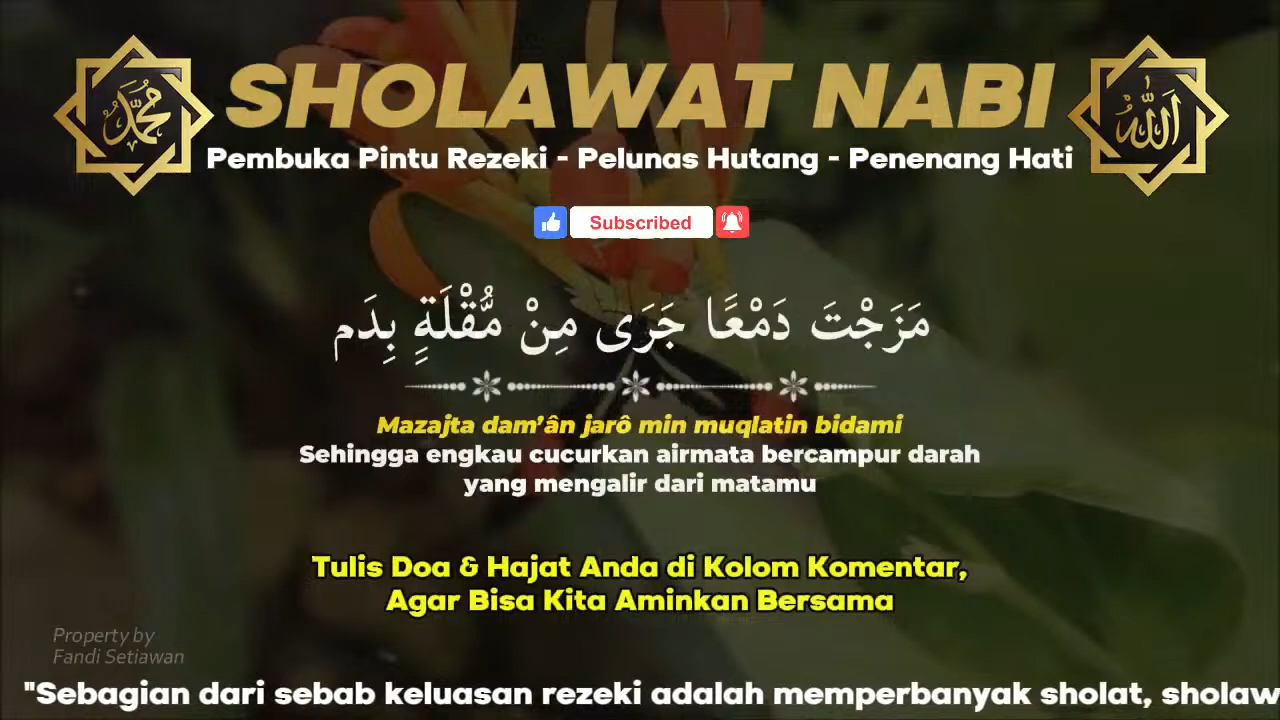 محمد
SHOLAWAT NABI
الله
Pembuka Pintu Rezeki - Pelunas Hutang - Penenang Hati
Subscribed
مَزَجْتَ دَمْعًا جَرَى مِنْ مُّقْلَةٍ بِدَم
Mazajta dam’ân jarô min muqlatin bidami
Sehingga engkau cucurkan airmata bercampur darah
yang mengalir dari matamu
Tulis Doa & Hajat Anda di Kolom Komentar,
Agar Bisa Kita Aminkan Bersama
Property by
Fandi Setiawan
"Sebagian dari sebab keluasan rezeki adalah memperbanyak sholat, sholaw